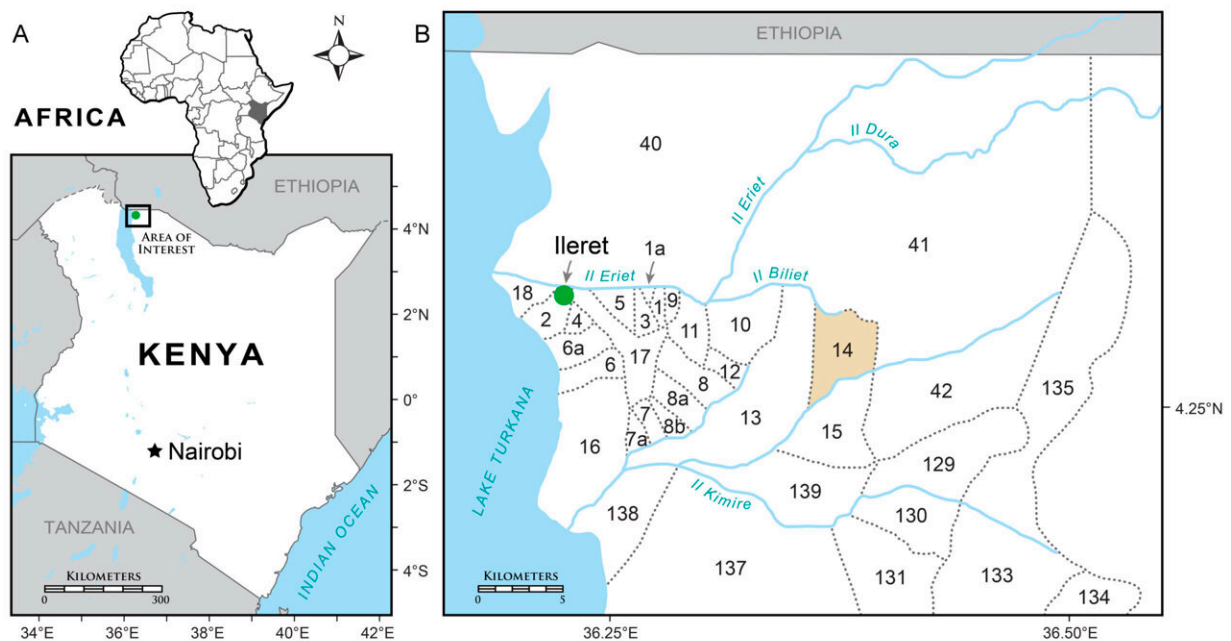 A
N
AFRICA
ETHIOPIA
AREA OF
INTEREST
KENYA
Nairobi
TANZANIA
INDIAN OCEAN
KILOMETERS
0 300
4°N
2°N
0°
2°S
4°S
34°E 36°E 38°E 40°E 42°E
B
ETHIOPIA
40
Il Dura
Il Eriet
41
Ileret
1a
Il Eriet
Il Biliet
18
5
1
9
2
4
3
11
10
14
6a
6
17
12
8
42
135
4.25°N
8a
7
8b
7a
13
15
16
129
LAKE TURKANA
Il Kimire
139
138
130
137
131
133
134
KILOMETERS
0 5
36.25°E 36.50°E